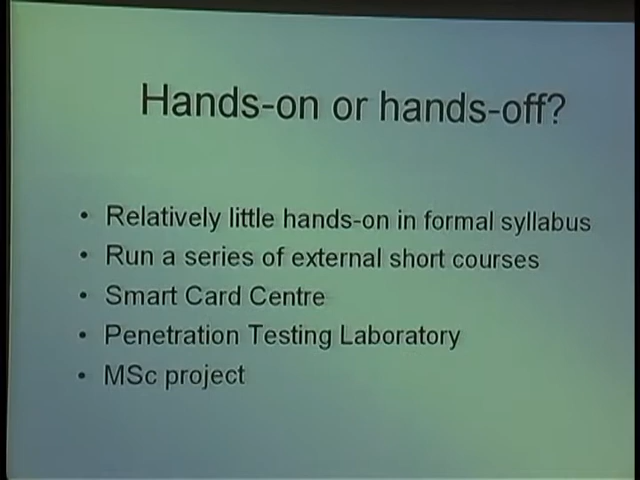 Hands-on or hands-off?
• Relatively little hands-on in formal syllabus
• Run a series of external short courses
• Smart Card Centre
• Penetration Testing Laboratory
• MSc project